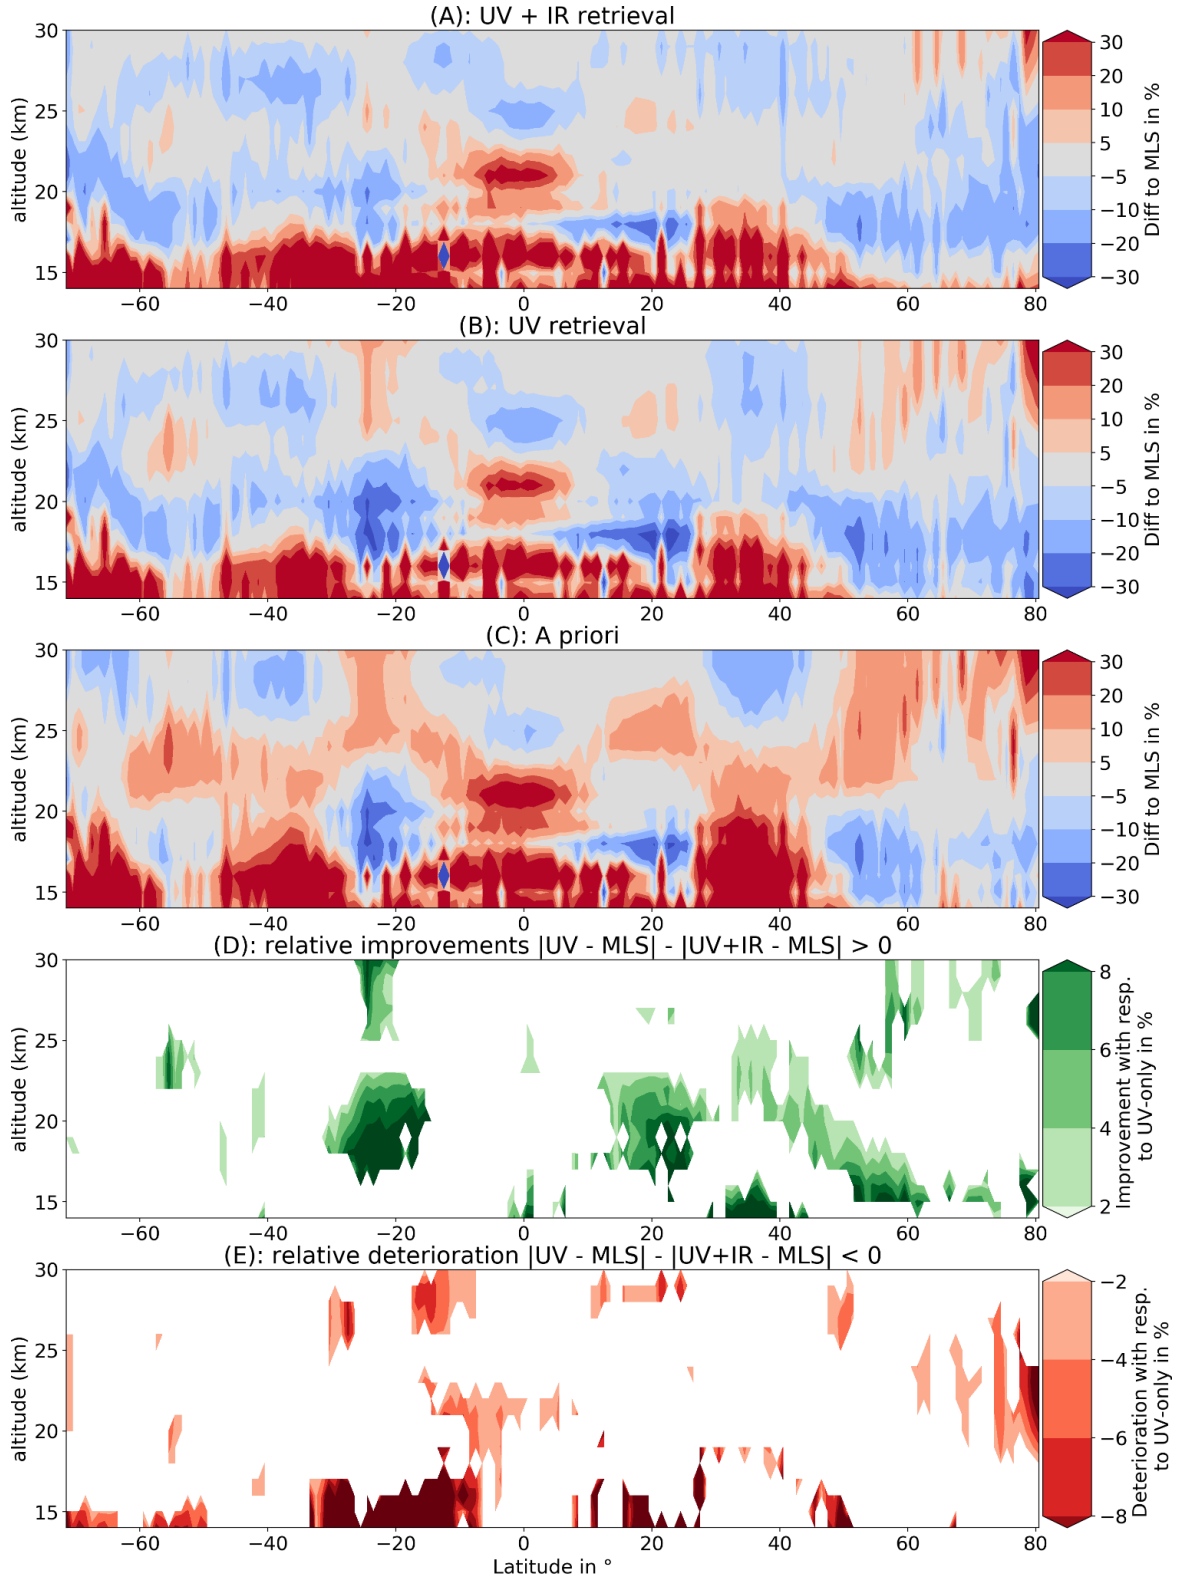 (A): UV + IR retrieval
30
25
20
15
altitude (km)
−60 −40 −20 0 20 40 60 80
30
20
10
5
−5
−10
−20
−30
Diff to MLS in %
(B): UV retrieval
30
25
20
15
altitude (km)
−60 −40 −20 0 20 40 60 80
30
20
10
5
−5
−10
−20
−30
Diff to MLS in %
(C): A priori
30
25
20
15
altitude (km)
−60 −40 −20 0 20 40 60 80
30
20
10
5
−5
−10
−20
−30
Diff to MLS in %
(D): relative improvements |UV - MLS| - |UV+IR - MLS| > 0
30
25
20
15
altitude (km)
−60 −40 −20 0 20 40 60 80
8
6
4
2
Improvement with resp.
to UV-only in %
(E): relative deterioration |UV - MLS| - |UV+IR - MLS| < 0
30
25
20
15
altitude (km)
−60 −40 −20 0 20 40 60 80
Latitude in °
−2
−4
−6
−8
Deterioration with resp.
to UV-only in %